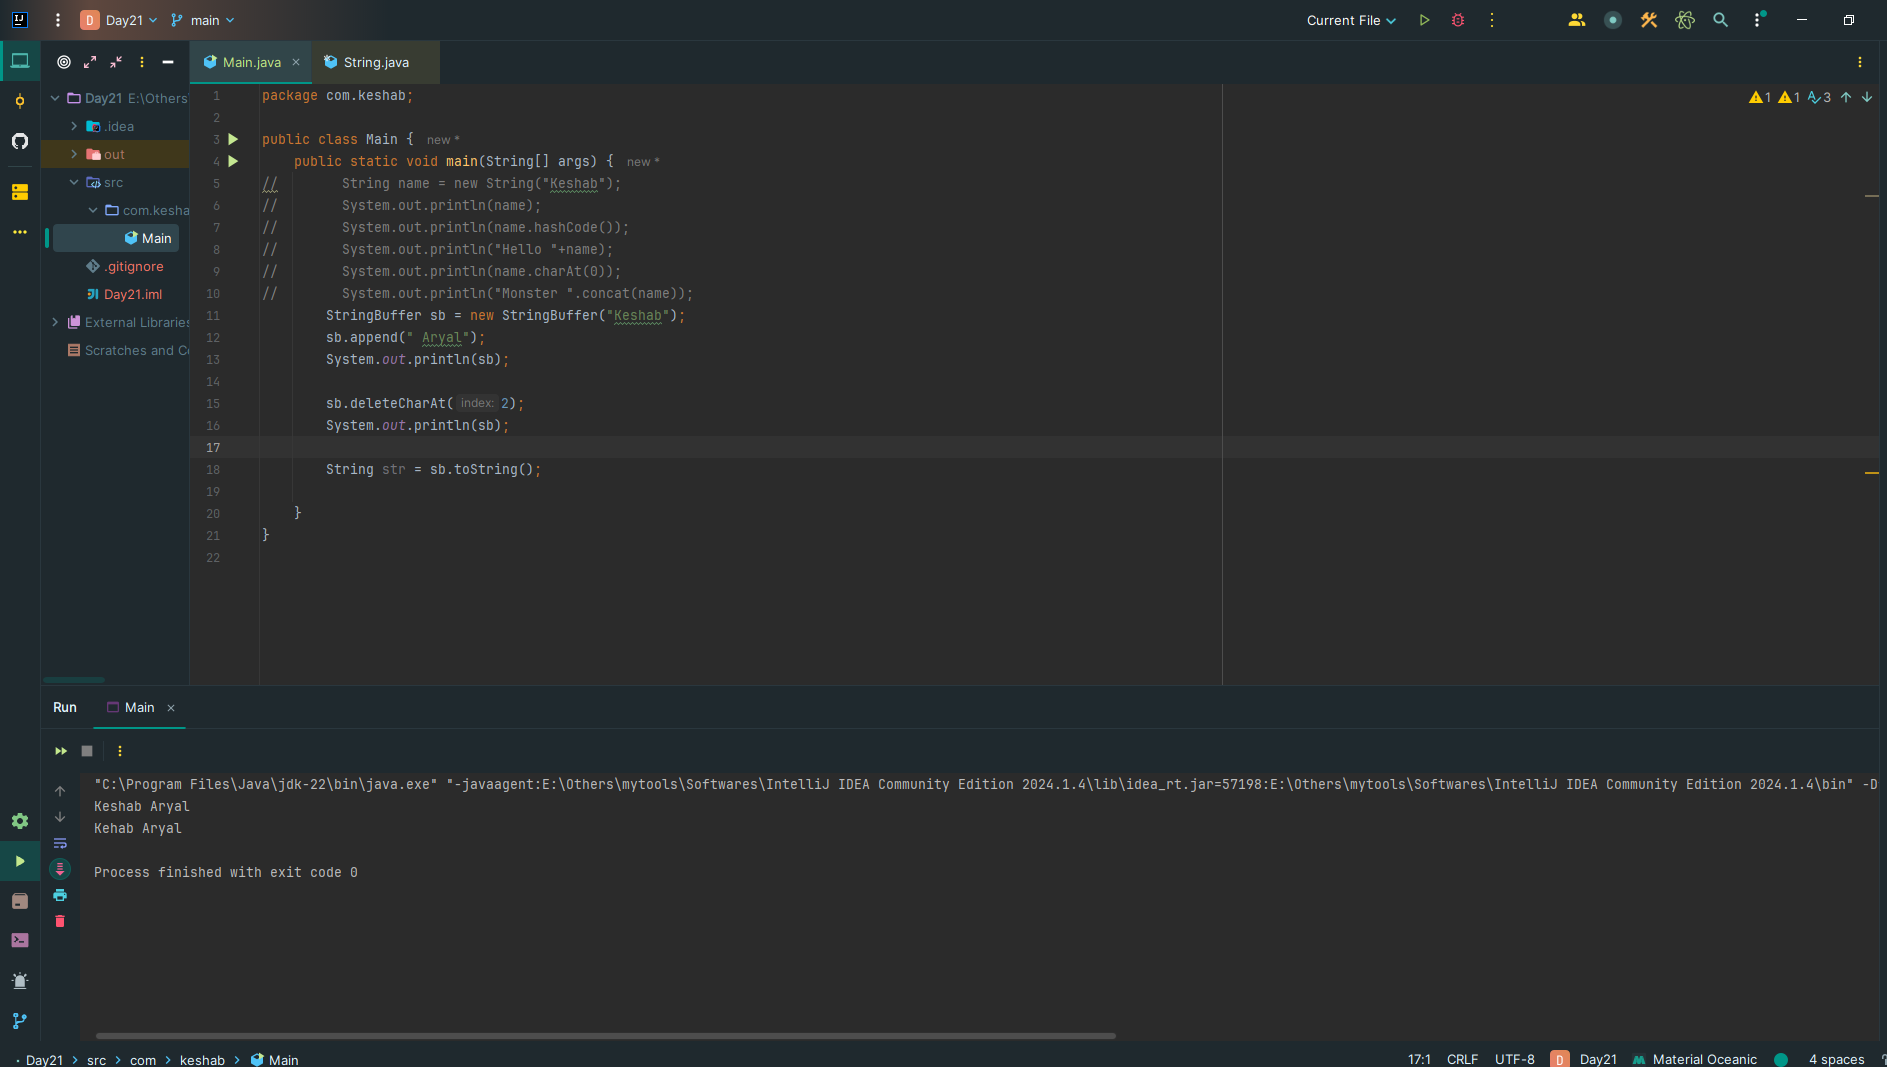 D Day21 main Current File
Main.java String.java
Day21 E:\Others\
.idea
out
src
com.kesha
Main
.gitignore
Day21.iml
External Libraries
Scratches and Co
1 package com.keshab; 1 1 3
2
3 public class Main { new *
4 public static void main(String[] args) { new *
5 // String name = new String("Keshab");
6 // System.out.println(name);
7 // System.out.println(name.hashCode());
8 // System.out.println("Hello "+name);
9 // System.out.println(name.charAt(0));
10 // System.out.println("Monster ".concat(name));
11 StringBuffer sb = new StringBuffer("Keshab");
12 sb.append(" Aryal");
13 System.out.println(sb);
14
15 sb.deleteCharAt( index: 2);
16 System.out.println(sb);
17
18 String str = sb.toString();
19
20 }
21 }
22
Run Main
"C:\Program Files\Java\jdk-22\bin\java.exe" "-javaagent:E:\Others\mytools\Softwares\IntelliJ IDEA Community Edition 2024.1.4\lib\idea_rt.jar=57198:E:\Others\mytools\Softwares\IntelliJ IDEA Community Edition 2024.1.4\bin" -D
Keshab Aryal
Kehab Aryal
Process finished with exit code 0
Day21 src com keshab Main 17:1 CRLF UTF-8 D Day21 Material Oceanic 4 spaces